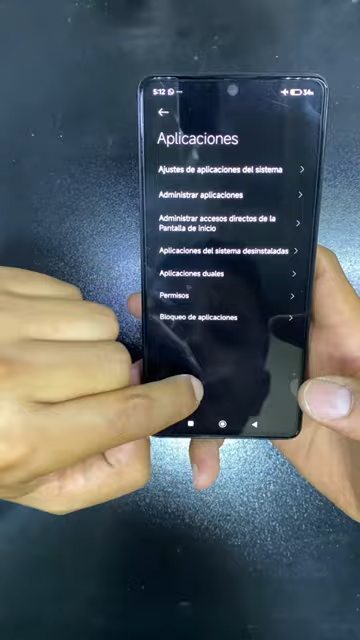 5:12
34
Aplicaciones
Ajustes de aplicaciones del sistema
Administrar aplicaciones
Administrar accesos directos de la
Pantalla de inicio
Aplicaciones del sistema desinstaladas
Aplicaciones duales
Permisos
Bloqueo de aplicaciones